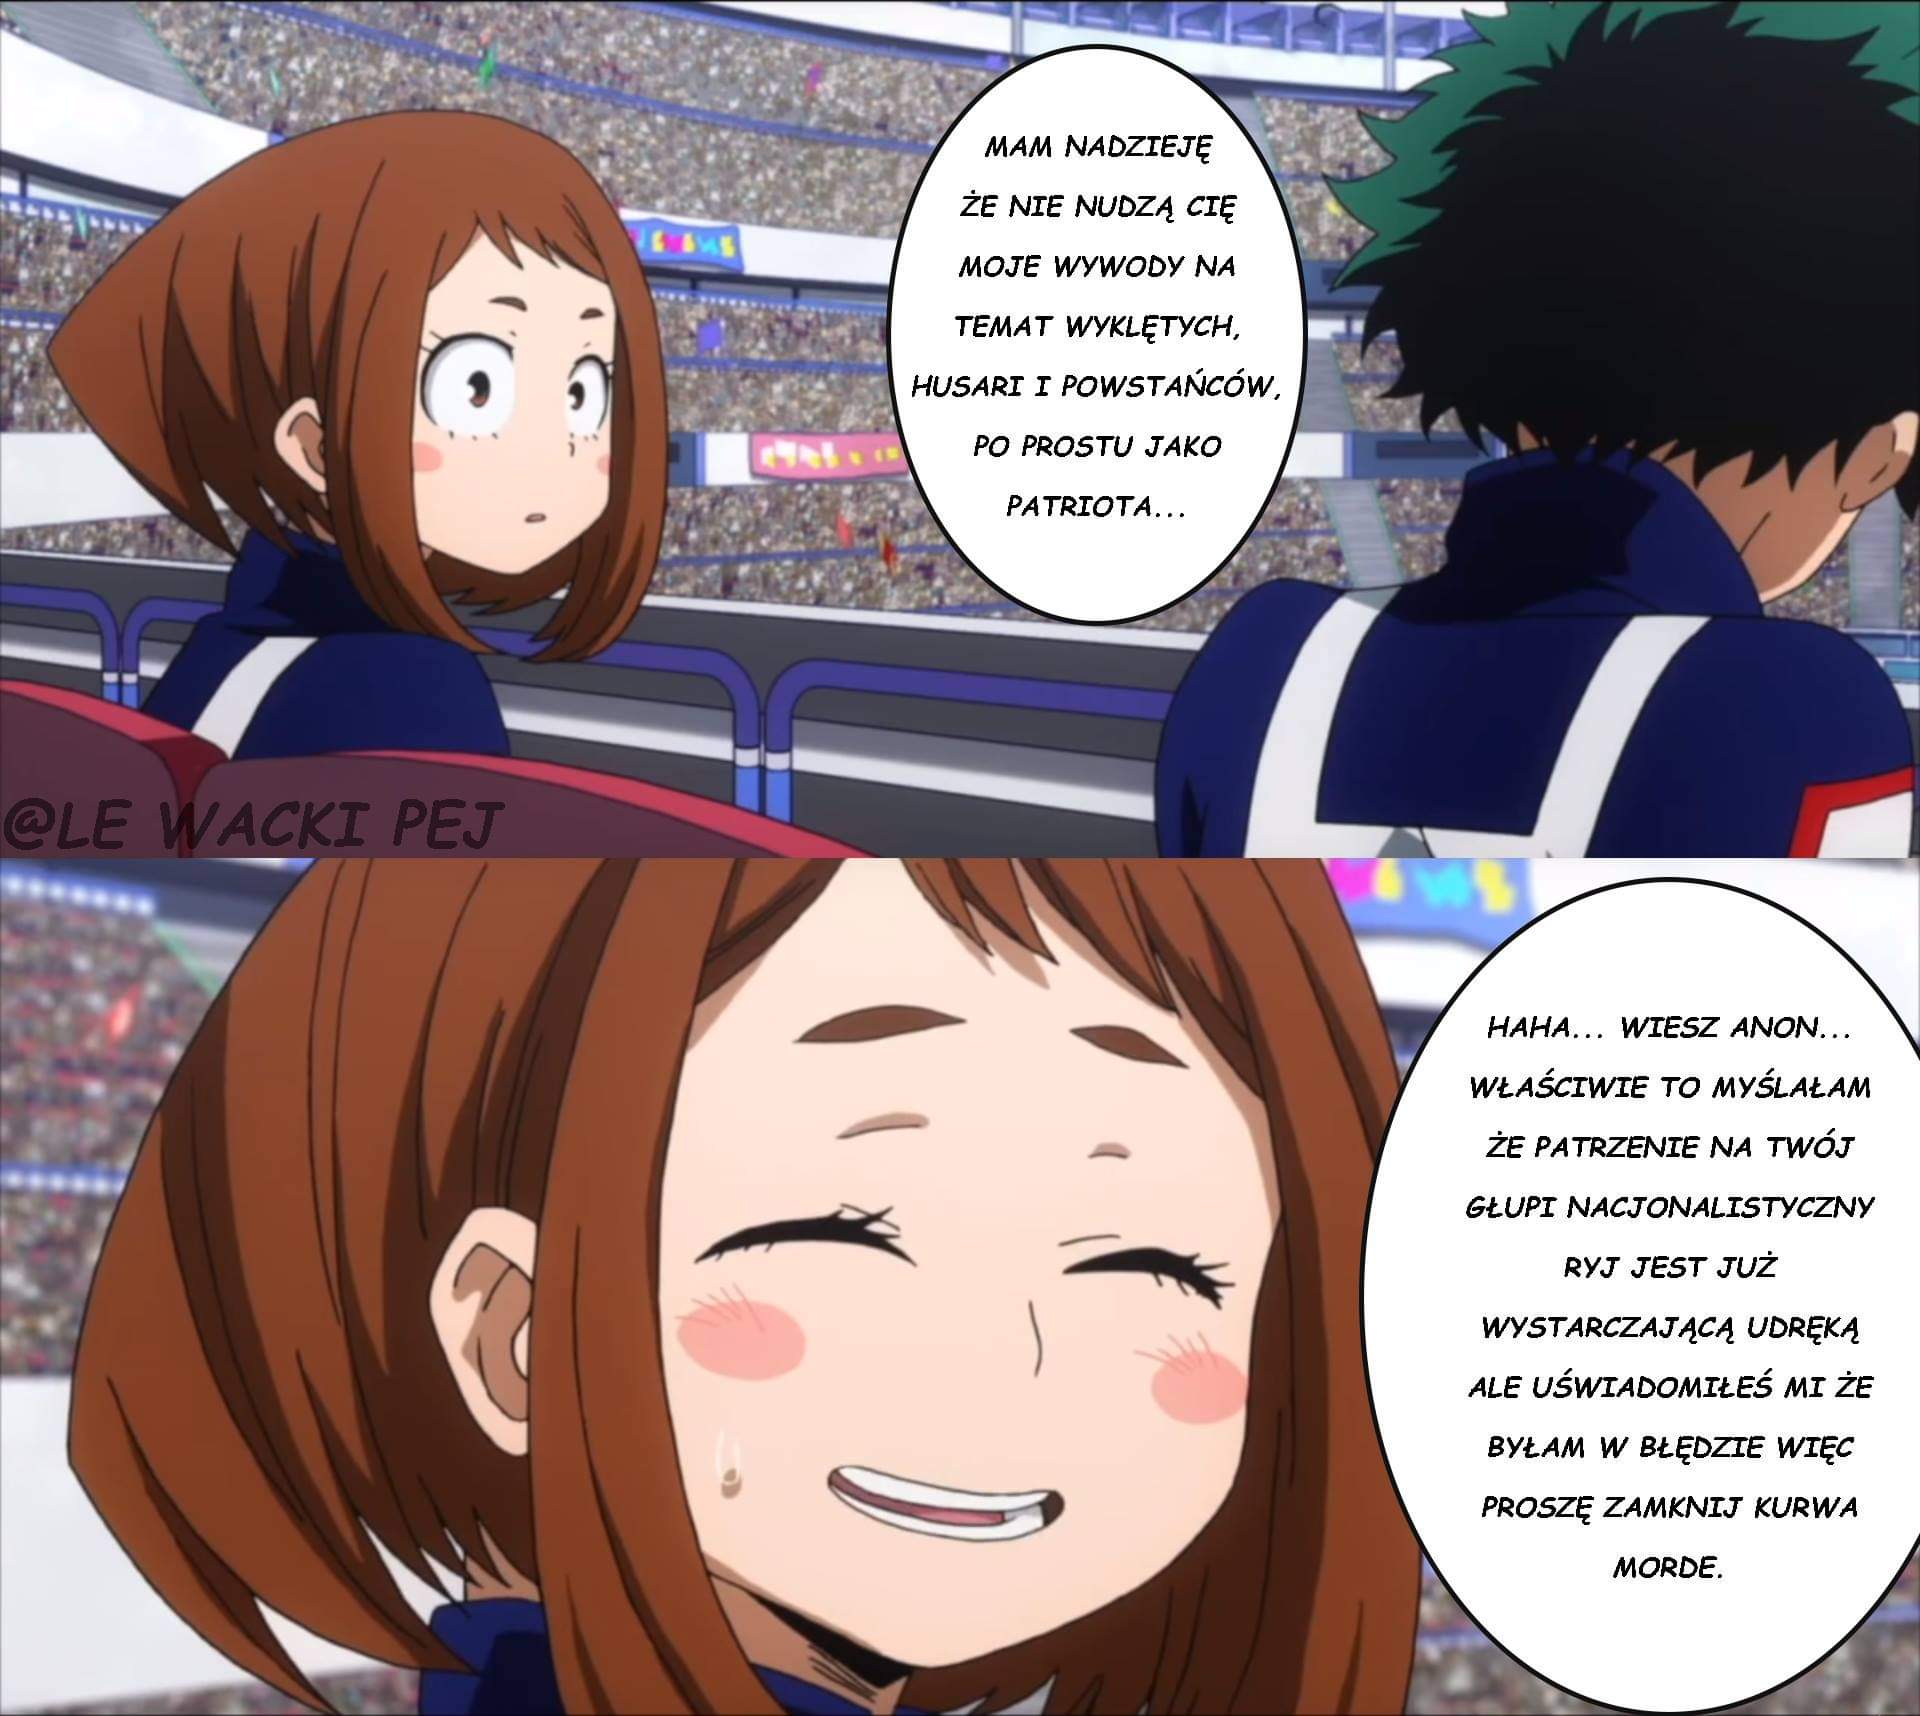 MAM NADZIEJĘ
ŻE NIE NUDZĄ CIĘ
MOJE WYWODY NA
TEMAT WYKLĘTYCH,
HUSARI I POWSTAŃCÓW,
PO PROSTU JAKO
PATRIOTA...
@LE WACKI PEJ
HAHA... WIESZ ANON...
WŁAŚCIWIE TO MYŚLAŁAM
ŻE PATRZENIE NA TWÓJ
GŁUPI NACJONALISTYCZNY
RYJ JEST JUŻ
WYSTARCZAJĄCĄ UDRĘKĄ
ALE UŚWIADOMIŁEŚ MI ŻE
BYŁAM W BŁĘDZIE WIĘC
PROSZĘ ZAMKNIJ KURWA
MORDE.